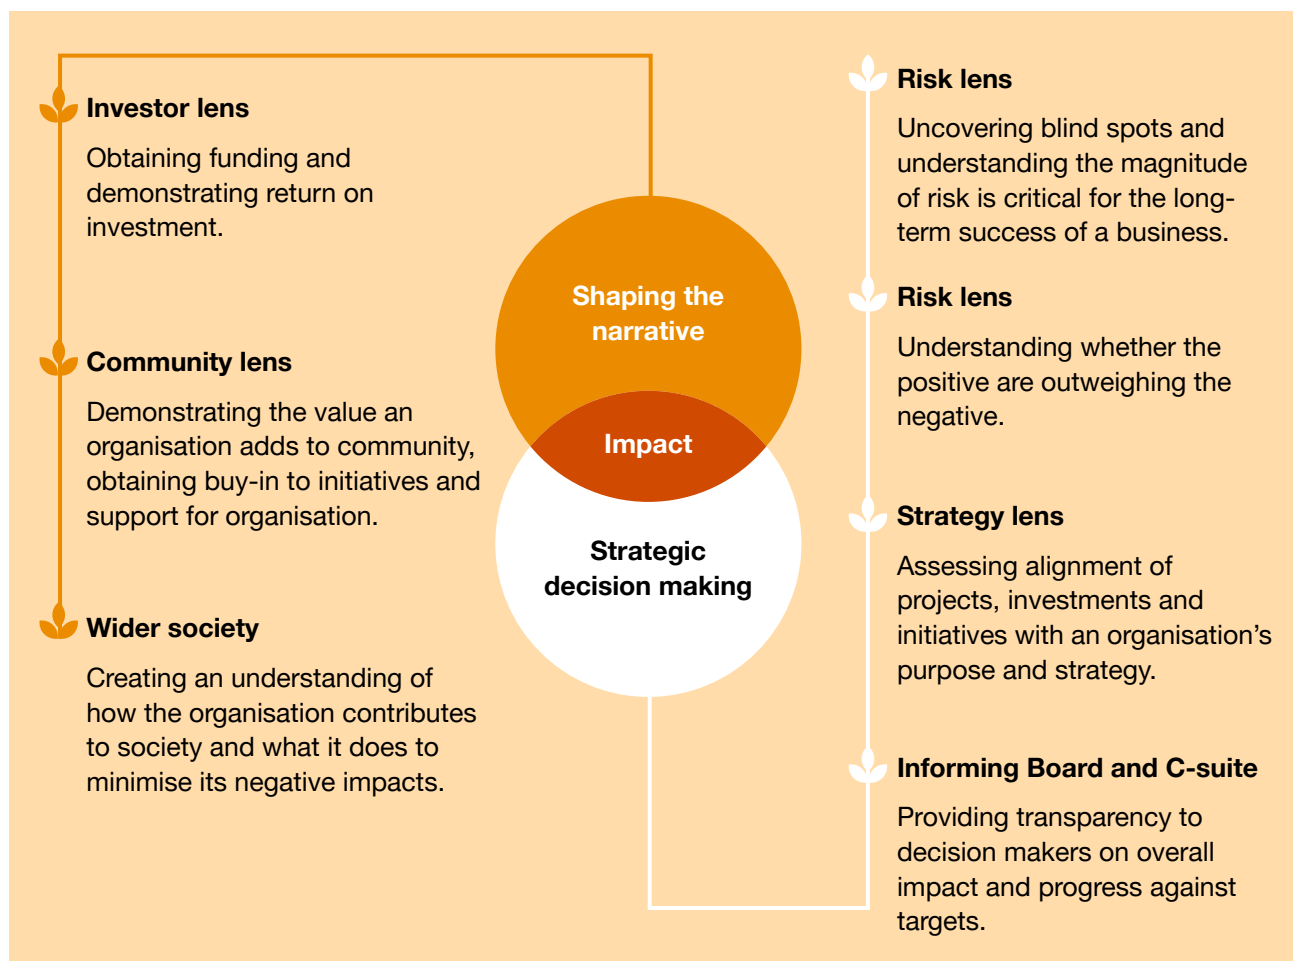 Investor lens
Obtaining funding and
demonstrating return on
investment.
Community lens
Demonstrating the value an
organisation adds to community,
obtaining buy-in to initiatives and
support for organisation.
Wider society
Creating an understanding of
how the organisation contributes
to society and what it does to
minimise its negative impacts.
Shaping the
narrative
Impact
Strategic
decision making
Risk lens
Uncovering blind spots and
understanding the magnitude
of risk is critical for the long-
term success of a business.
Risk lens
Understanding whether the
positive are outweighing the
negative.
Strategy lens
Assessing alignment of
projects, investments and
initiatives with an organisation’s
purpose and strategy.
Informing Board and C-suite
Providing transparency to
decision makers on overall
impact and progress against
targets.